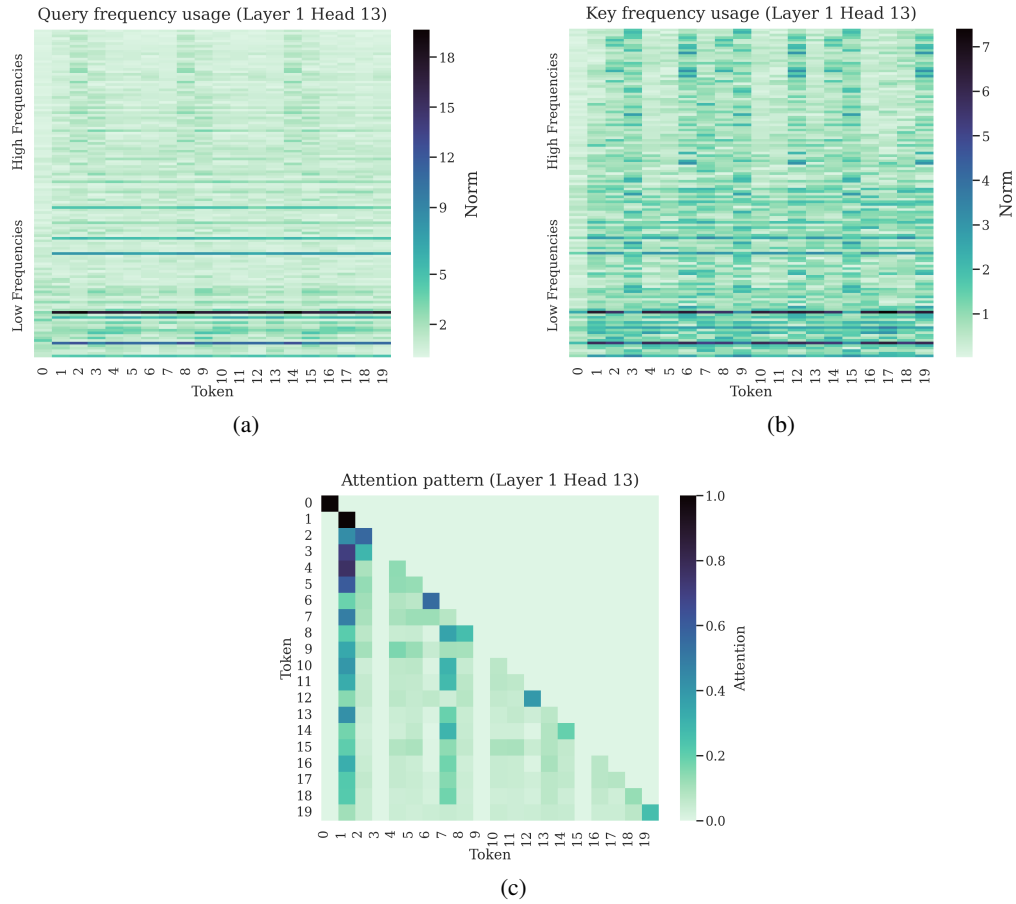 Query frequency usage (Layer 1 Head 13)
High Frequencies
Low Frequencies
0 1 2 3 4 5 6 7 8 9 10 11 12 13 14 15 16 17 18 19
Token
18
15
12
9
5
2
Norm
(a)
Key frequency usage (Layer 1 Head 13)
High Frequencies
Low Frequencies
0 1 2 3 4 5 6 7 8 9 10 11 12 13 14 15 16 17 18 19
Token
7
6
5
4
3
2
1
Norm
(b)
Attention pattern (Layer 1 Head 13)
Token
0
1
2
3
4
5
6
7
8
9
10
11
12
13
14
15
16
17
18
19
0 1 2 3 4 5 6 7 8 9 10 11 12 13 14 15 16 17 18 19
Token
1.0
0.8
0.6
0.4
0.2
0.0
Attention
(c)